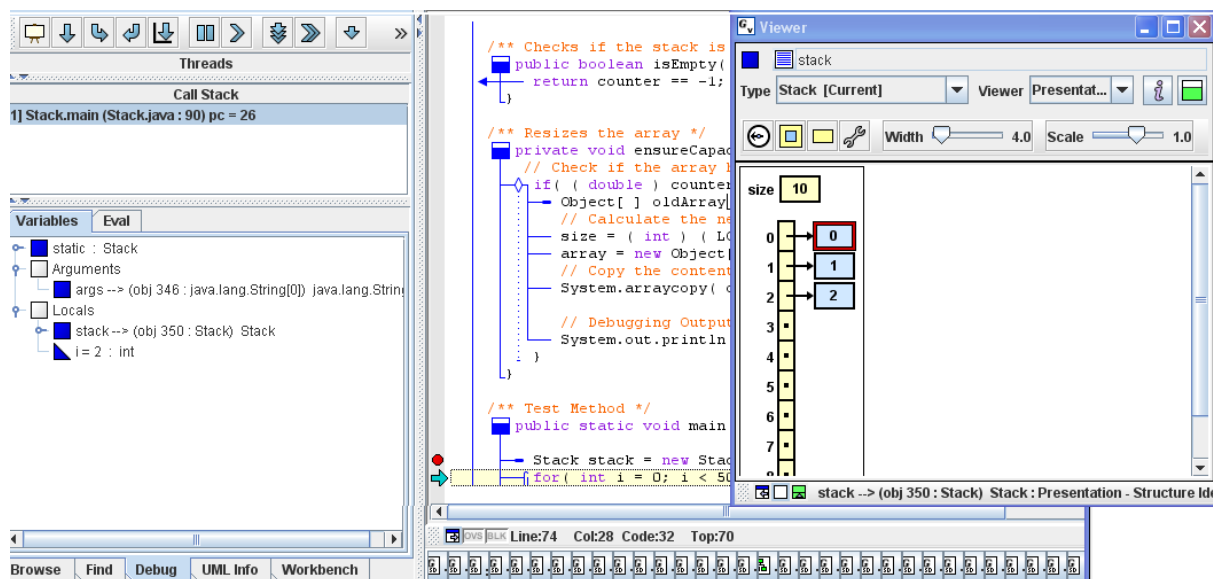 »
Threads
Call Stack
1] Stack.main (Stack.java : 90) pc = 26
Variables
Eval
static : Stack
Arguments
args --> (obj 346 : java.lang.String[0]) java.lang.String
Locals
stack --> (obj 350 : Stack) Stack
i = 2 : int
Browse
Find
Debug
UML Info
Workbench
/** Checks if the stack is
public boolean isEmpty(
return counter == -1;
}
/** Resizes the array */
private void ensureCapac
// Check if the array
if( ( double ) counter
Object[ ] oldArray
// Calculate the ne
size = ( int ) ( LO
array = new Object[
// Copy the content
System.arraycopy(
// Debugging Output
System.out.println
}
}
/** Test Method */
public static void main
Stack stack = new Stac
for( int i = 0; i < 50
OVS BLK Line:74 Col:28 Code:32 Top:70
Viewer
stack
Type Stack [Current] Viewer Presentat... i
Width 4.0 Scale 1.0
size 10
0 0
1 1
2 2
3
4
5
6
7
stack --> (obj 350 : Stack) Stack : Presentation - Structure Ide